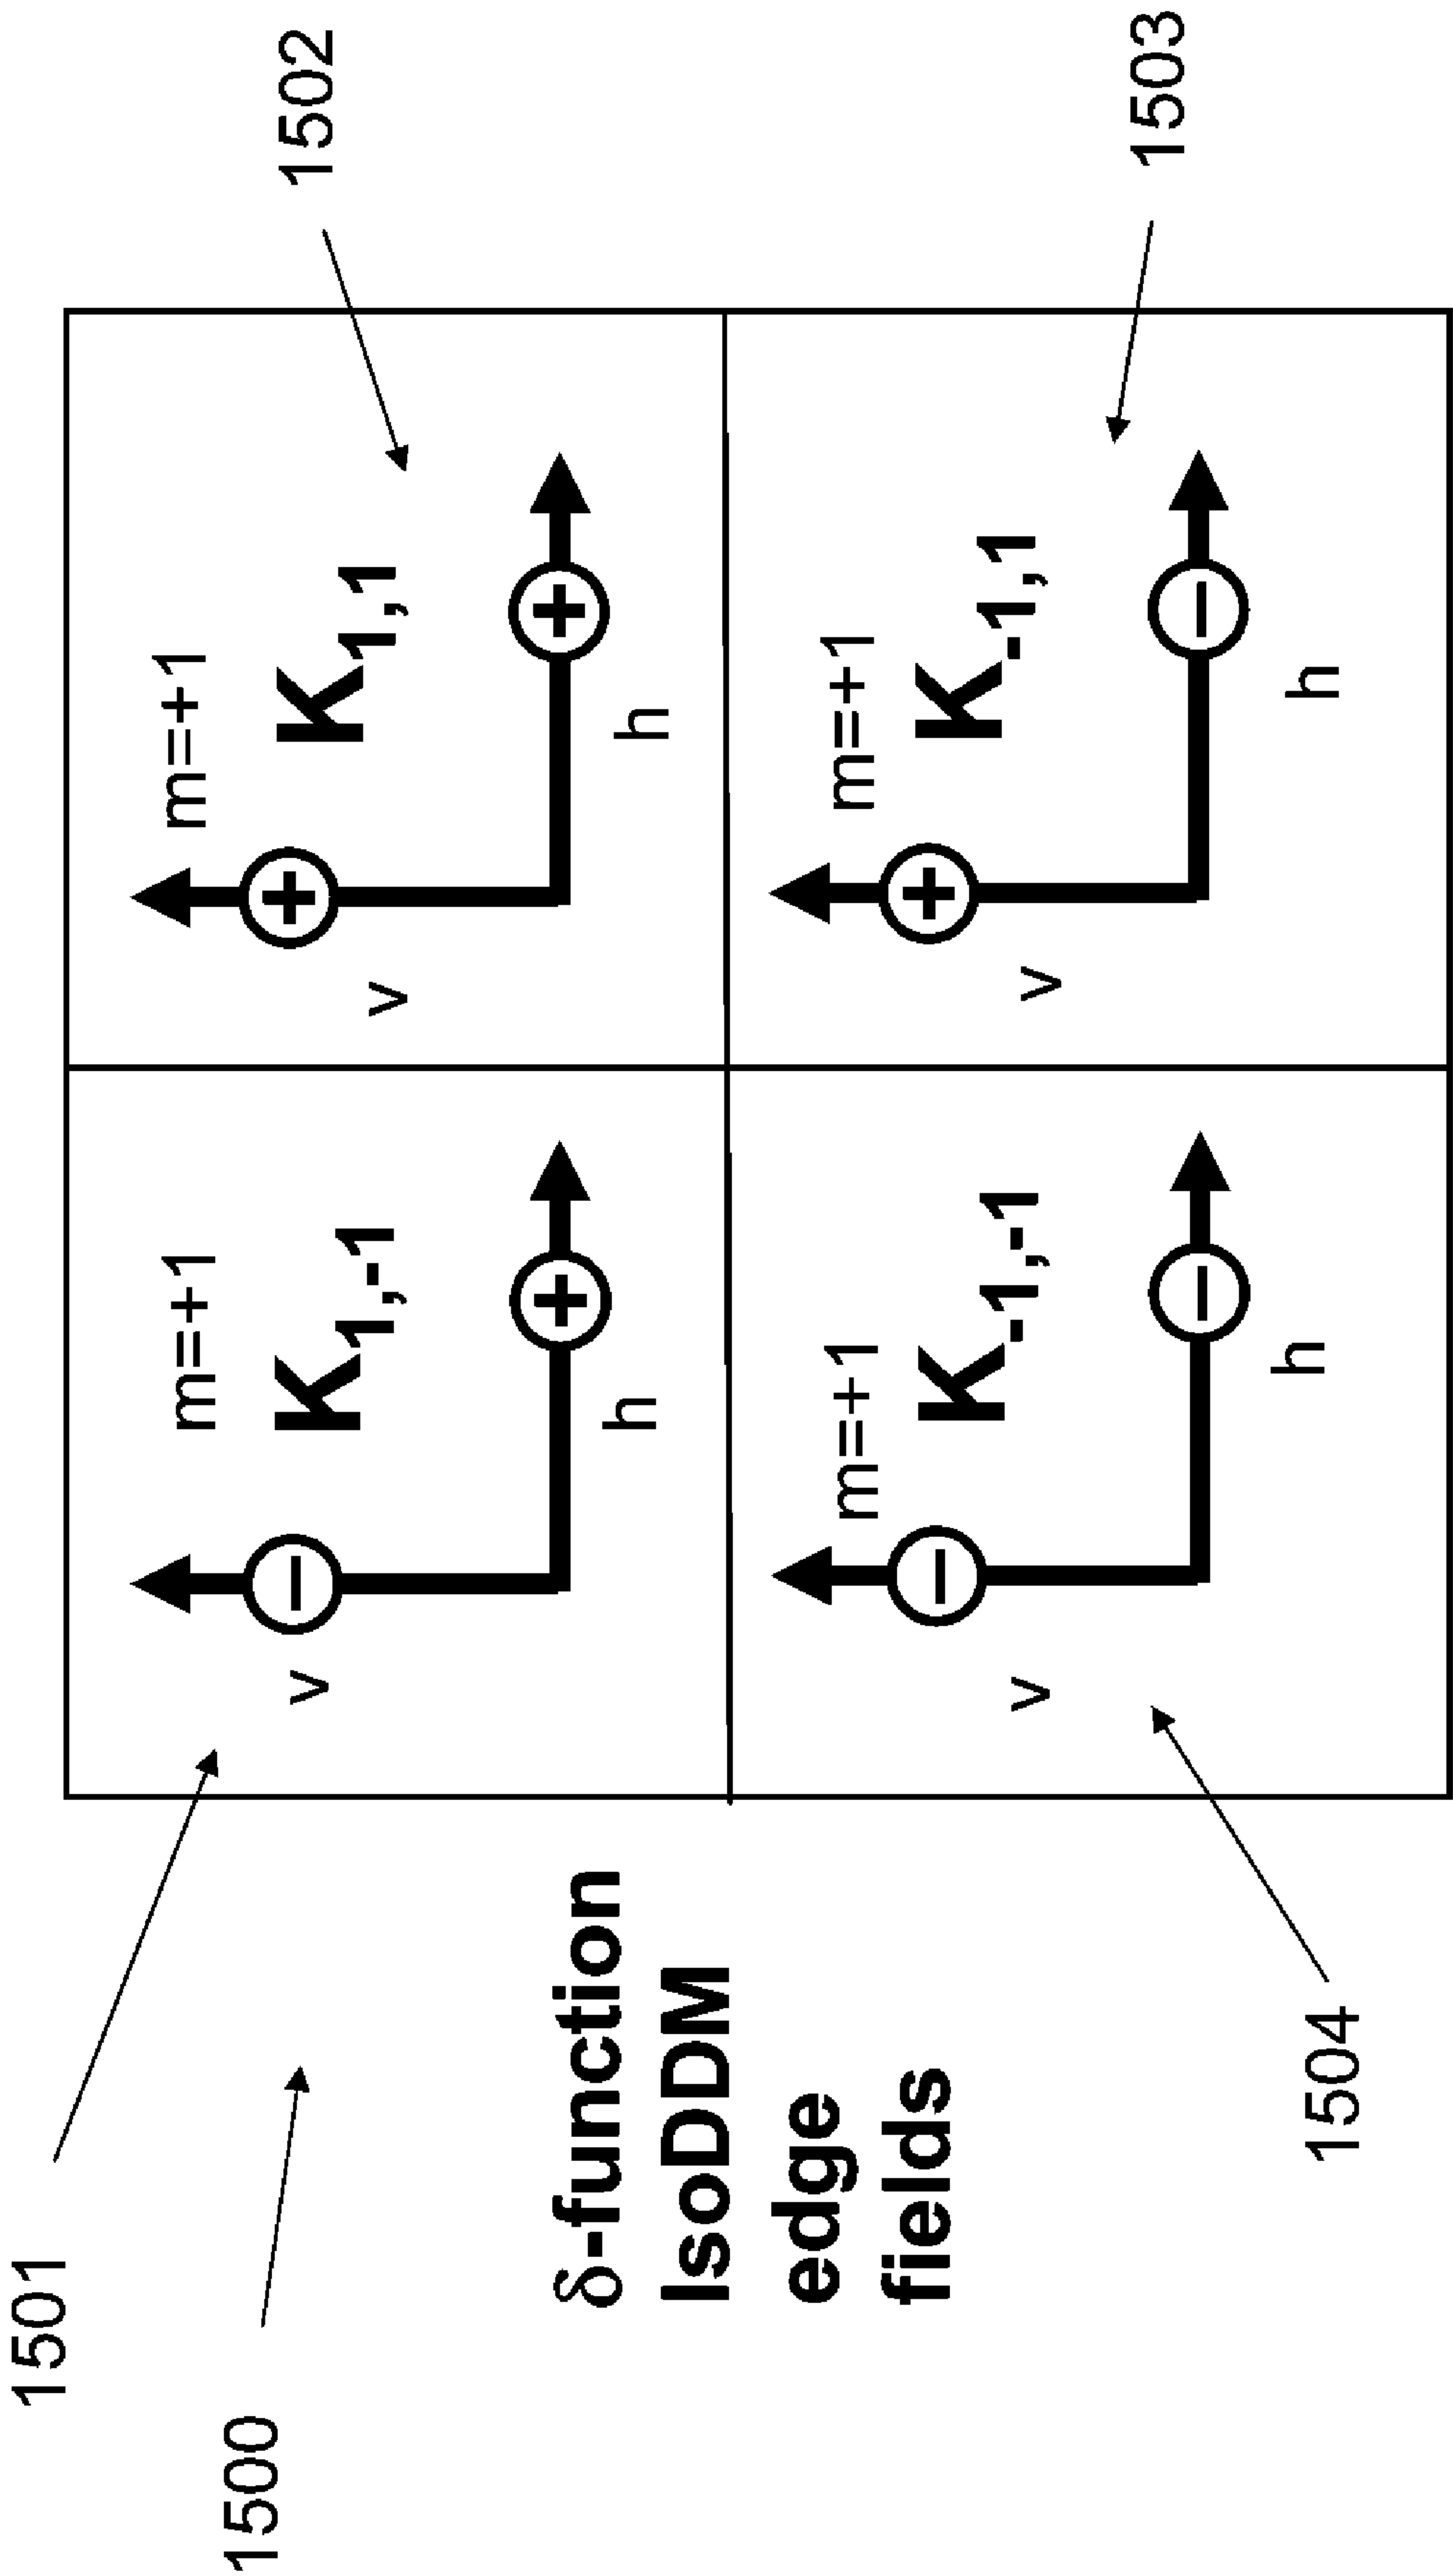 1501
1500
δ-function
IsoDDM
edge
fields
1504
m=+1
K1,-1
v
−
+
h
m=+1
K1,1
v
+
+
h
1502
m=+1
K-1,-1
v
−
−
h
m=+1
K-1,1
v
+
−
h
1503